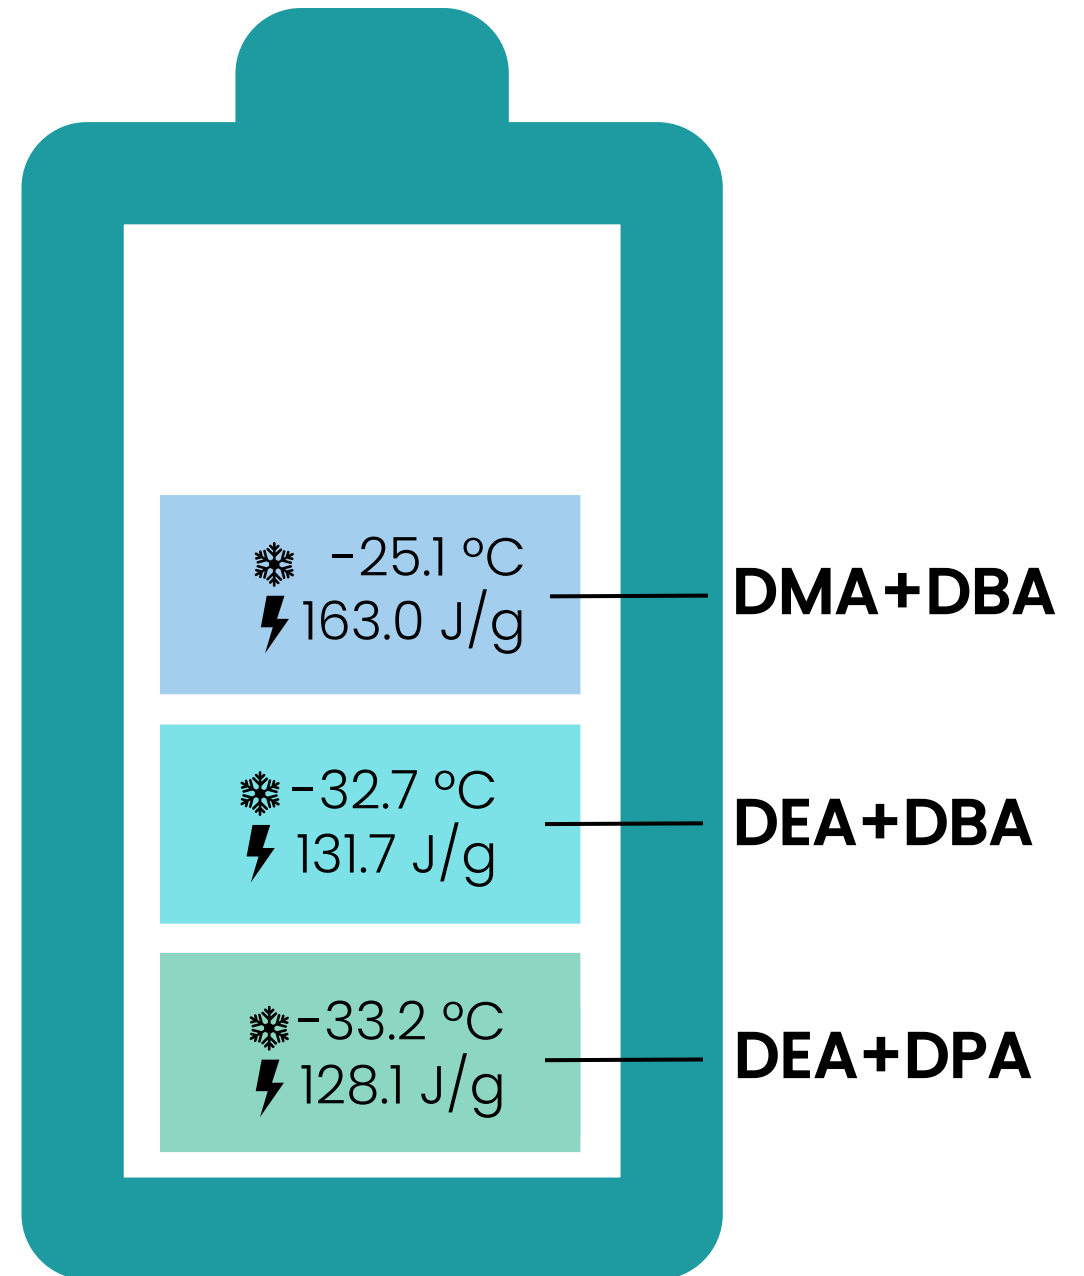 -25.1 °C
163.0 J/g
DMA+DBA
-32.7 °C
131.7 J/g
DEA+DBA
-33.2 °C
128.1 J/g
DEA+DPA